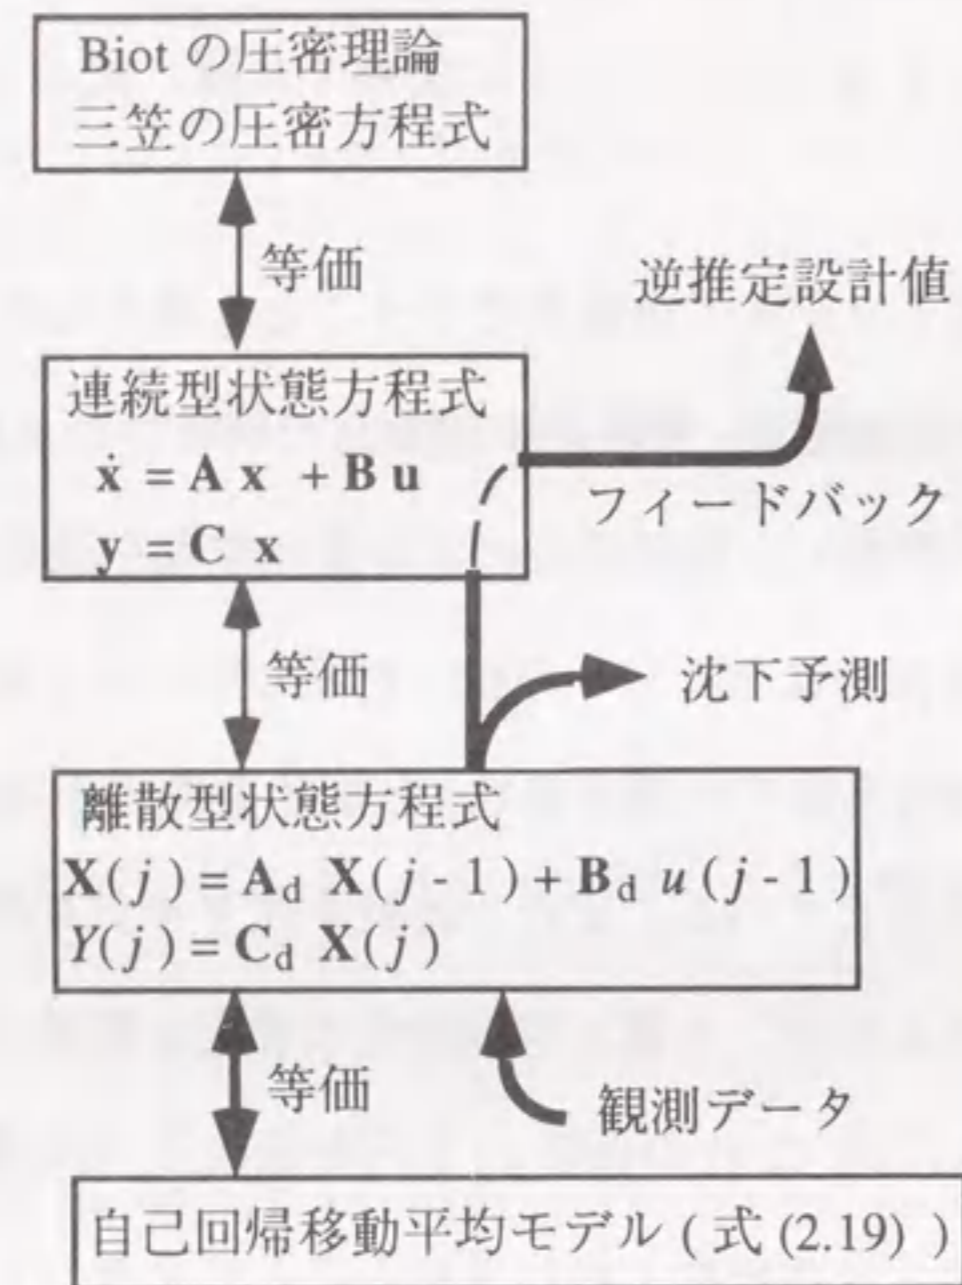 Biot の圧密理論
三笠の圧密方程式
等価
逆推定設計値
連続型状態方程式
ẋ = A x + B u
y = C x
フィードバック
等価
沈下予測
離散型状態方程式
X(j) = A_d X(j-1) + B_d u(j-1)
Y(j) = C_d X(j)
等価
観測データ
自己回帰移動平均モデル ( 式 (2.19) )